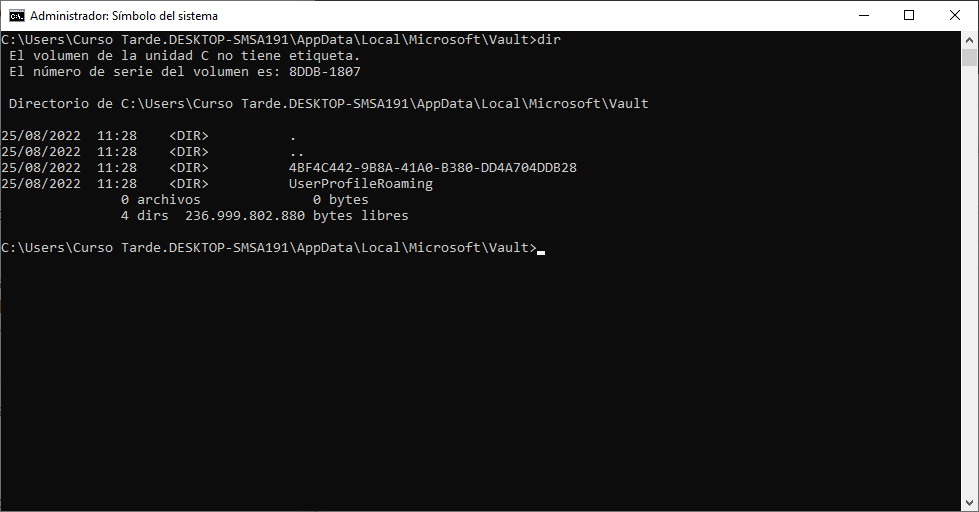 Administrador: Símbolo del sistema
C:\Users\Curso Tarde.DESKTOP-SMSA191\AppData\Local\Microsoft\Vault>dir
 El volumen de la unidad C no tiene etiqueta.
 El número de serie del volumen es: 8DDB-1807

 Directorio de C:\Users\Curso Tarde.DESKTOP-SMSA191\AppData\Local\Microsoft\Vault

25/08/2022  11:28    <DIR>          .
25/08/2022  11:28    <DIR>          ..
25/08/2022  11:28    <DIR>          4BF4C442-9B8A-41A0-B380-DD4A704DDB28
25/08/2022  11:28    <DIR>          UserProfileRoaming
               0 archivos              0 bytes
               4 dirs  236.999.802.880 bytes libres

C:\Users\Curso Tarde.DESKTOP-SMSA191\AppData\Local\Microsoft\Vault>